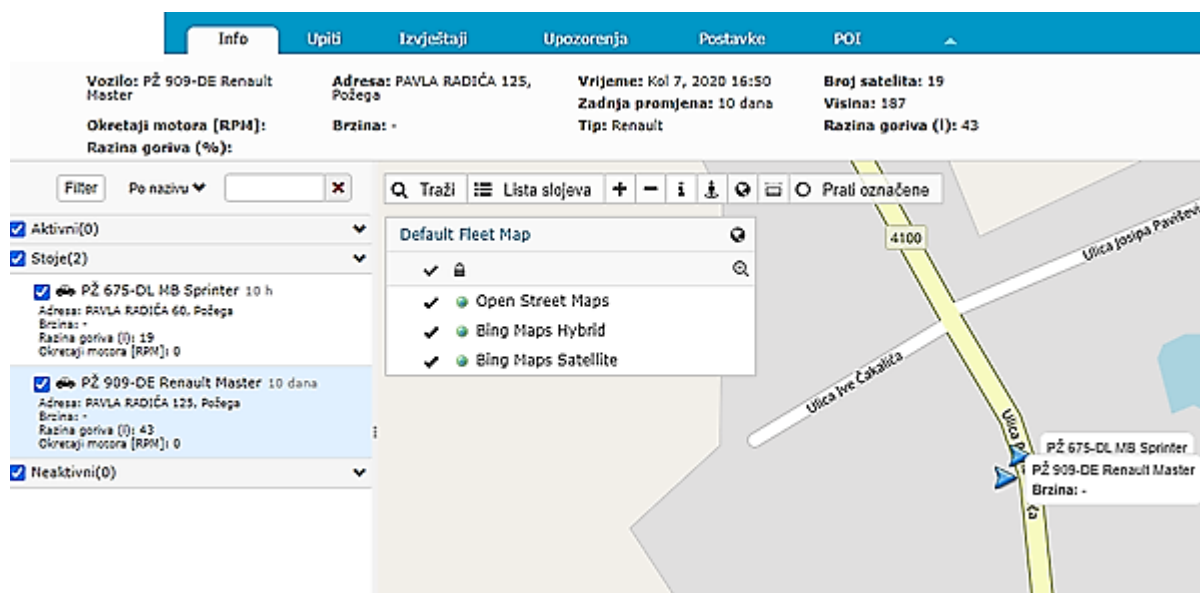 Info Upiti Izvještaji Upozorenja Postavke POI
Vozilo: PŽ 909-DE Renault Master
Adresa: PAVLA RADIĆA 125, Požega
Vrijeme: Kol 7, 2020 16:50
Broj satelita: 19
Zadnja promjena: 10 dana
Visina: 187
Okretaji motora [RPM]:
Brzina: -
Tip: Renault
Razina goriva (l): 43
Razina goriva (%):
Filter Po nazivu
Traži Lista slojeva Prati označene
Aktivni(0)
Stoje(2)
PŽ 675-DL MB Sprinter 10 h
Adresa: PAVLA RADIĆA 60, Požega
Brzina: -
Razina goriva (l): 19
Okretaji motora [RPM]: 0
PŽ 909-DE Renault Master 10 dana
Adresa: PAVLA RADIĆA 125, Požega
Brzina: -
Razina goriva (l): 43
Okretaji motora [RPM]: 0
Neaktivni(0)
Default Fleet Map
Open Street Maps
Bing Maps Hybrid
Bing Maps Satellite
4100
Ulica Josipa Pavišević
Ulica Ive Čakalića
Ulica
PŽ 675-DL MB Sprinter
PŽ 909-DE Renault Master
Brzina: -